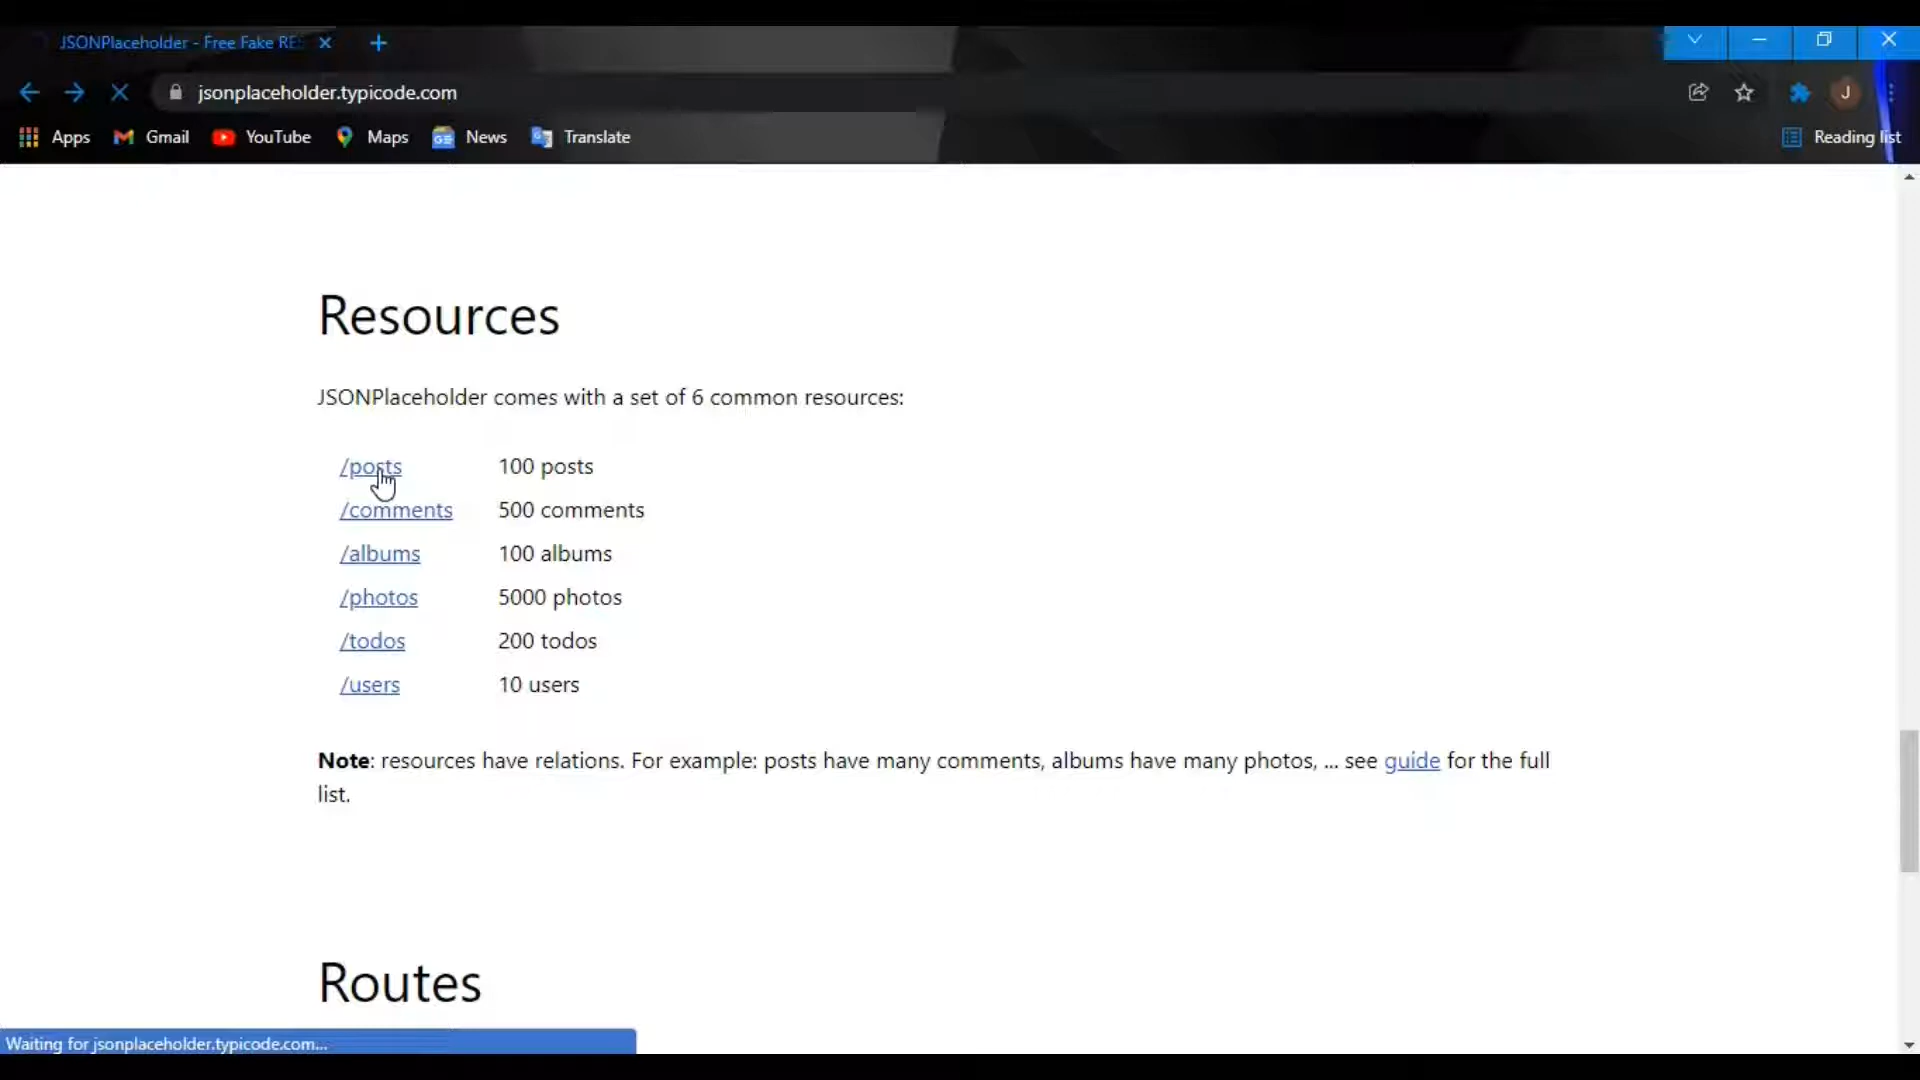 JSONPlaceholder - Free Fake RES
jsonplaceholder.typicode.com
J
Apps Gmail YouTube Maps GE News Translate Reading list
Resources
JSONPlaceholder comes with a set of 6 common resources:
/posts 100 posts
/comments 500 comments
/albums 100 albums
/photos 5000 photos
/todos 200 todos
/users 10 users
Note: resources have relations. For example: posts have many comments, albums have many photos, ... see guide for the full
list.
Routes
Waiting for jsonplaceholder.typicode.com...